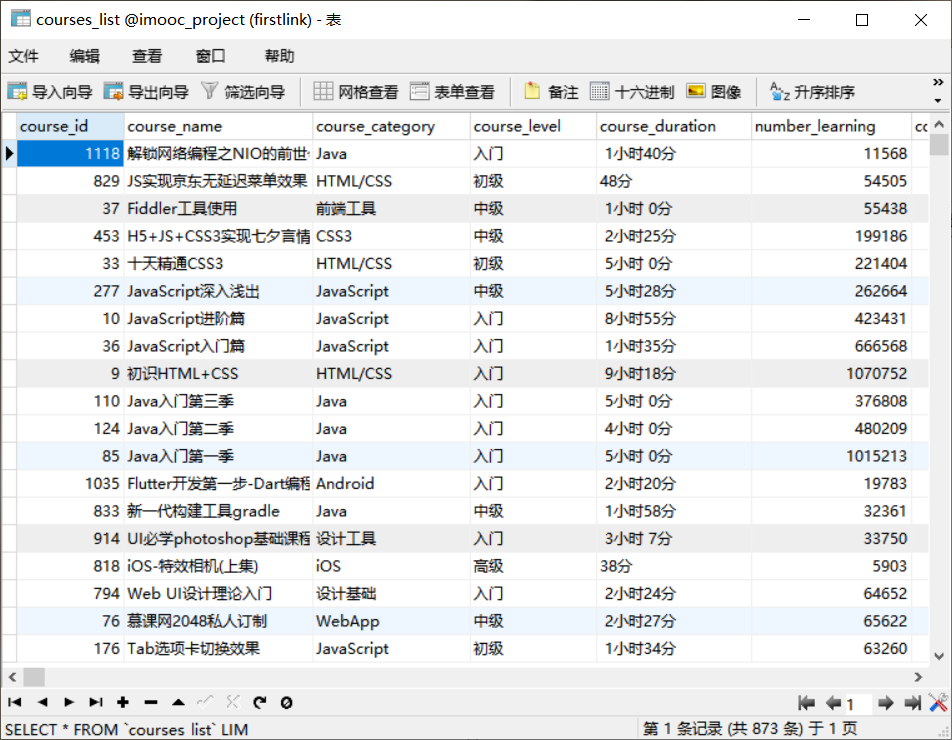 courses_list @imooc_project (firstlink) - 表
文件 编辑 查看 窗口 帮助
导入向导 导出向导 筛选向导 网格查看 表单查看 备注 十六进制 图像 升序排序 »
course_id course_name course_category course_level course_duration number_learning co
1118 解锁网络编程之NIO的前世 Java 入门 1小时40分 11568
829 JS实现京东无延迟菜单效果 HTML/CSS 初级 48分 54505
37 Fiddler工具使用 前端工具 中级 1小时 0分 55438
453 H5+JS+CSS3实现七夕言情 CSS3 中级 2小时25分 199186
33 十天精通CSS3 HTML/CSS 初级 5小时 0分 221404
277 JavaScript深入浅出 JavaScript 中级 5小时28分 262664
10 JavaScript进阶篇 JavaScript 入门 8小时55分 423431
36 JavaScript入门篇 JavaScript 入门 1小时35分 666568
9 初识HTML+CSS HTML/CSS 入门 9小时18分 1070752
110 Java入门第三季 Java 入门 5小时 0分 376808
124 Java入门第二季 Java 入门 4小时 0分 480209
85 Java入门第一季 Java 入门 5小时 0分 1015213
1035 Flutter开发第一步-Dart编程 Android 入门 2小时20分 19783
833 新一代构建工具gradle Java 中级 1小时58分 32361
914 UI必学photoshop基础课程 设计工具 入门 3小时 7分 33750
818 iOS-特效相机(上集) iOS 高级 38分 5903
794 Web UI设计理论入门 设计基础 入门 2小时24分 64652
76 慕课网2048私人订制 WebApp 中级 2小时27分 65622
176 Tab选项卡切换效果 JavaScript 初级 1小时34分 63260
1
SELECT * FROM `courses_list` LIM 第 1 条记录 (共 873 条) 于 1 页